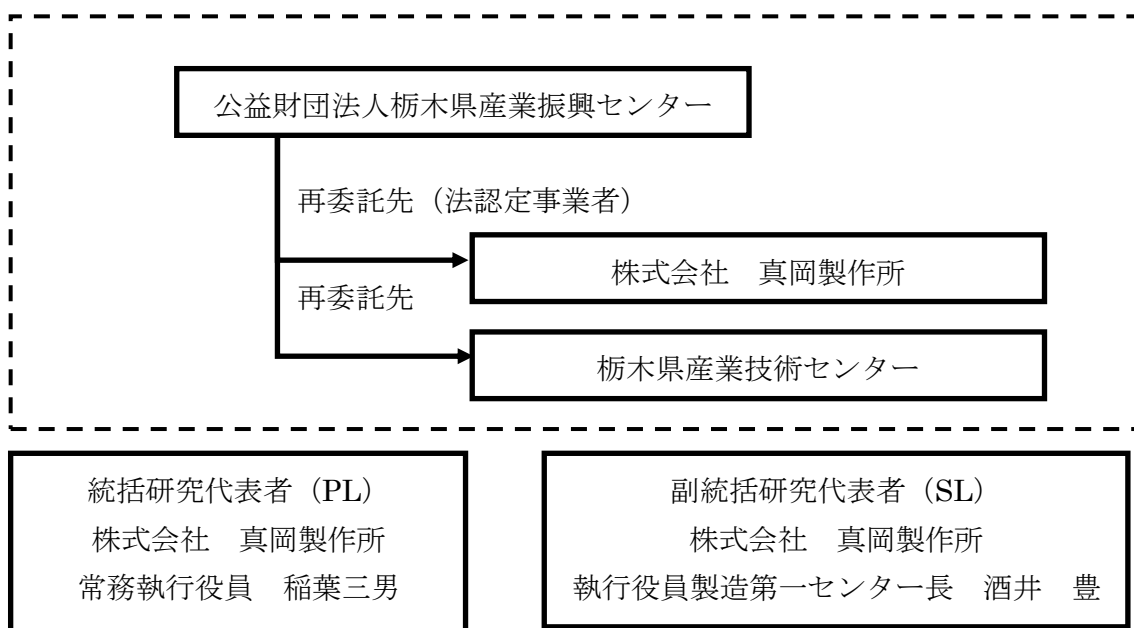 公益財団法人栃木県産業振興センター
再委託先（法認定事業者）
株式会社　真岡製作所
再委託先
栃木県産業技術センター
統括研究代表者（PL）
株式会社　真岡製作所
常務執行役員　稲葉三男
副統括研究代表者（SL）
株式会社　真岡製作所
執行役員製造第一センター長　酒井　豊